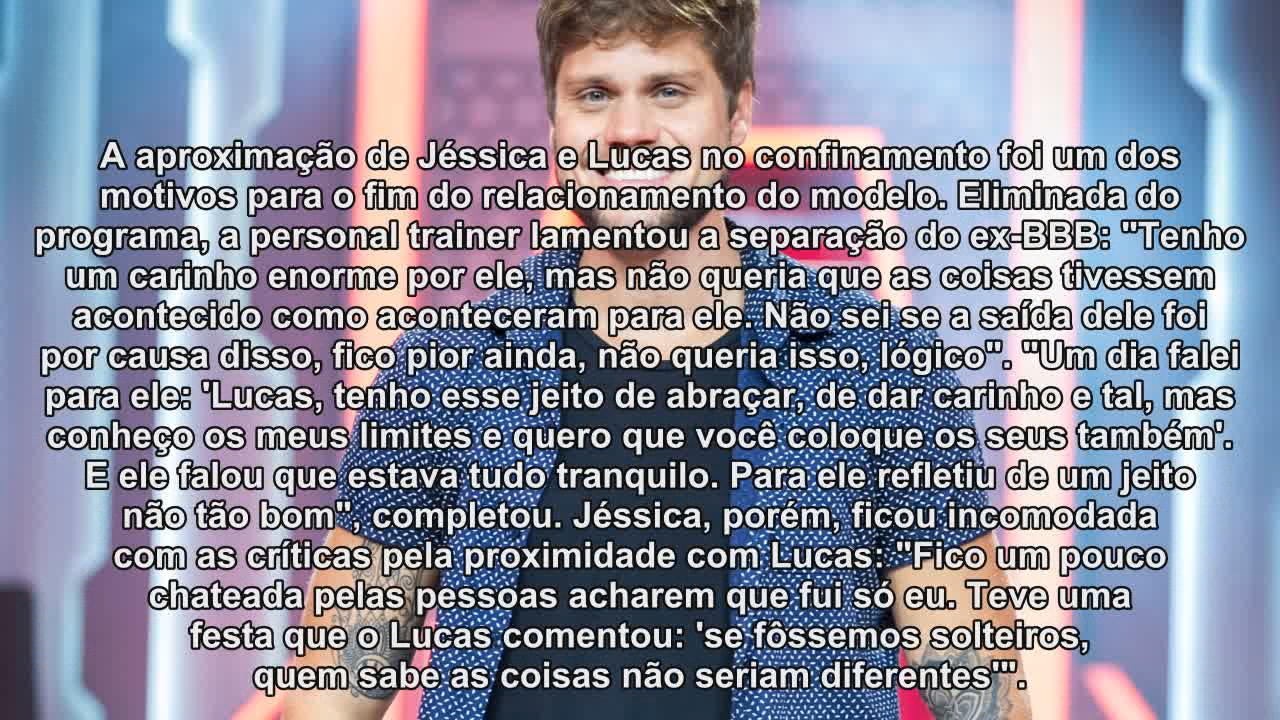 A aproximação de Jéssica e Lucas no confinamento foi um dos
motivos para o fim do relacionamento do modelo. Eliminada do
programa, a personal trainer lamentou a separação do ex-BBB: "Tenho
um carinho enorme por ele, mas não queria que as coisas tivessem
acontecido como aconteceram para ele. Não sei se a saída dele foi
por causa disso, fico pior ainda, não queria isso, lógico". "Um dia falei
para ele: 'Lucas, tenho esse jeito de abraçar, de dar carinho e tal, mas
conheço os meus limites e quero que você coloque os seus também'.
E ele falou que estava tudo tranquilo. Para ele refletiu de um jeito
não tão bom", completou. Jéssica, porém, ficou incomodada
com as críticas pela proximidade com Lucas: "Fico um pouco
chateada pelas pessoas acharem que fui só eu. Teve uma
festa que o Lucas comentou: 'se fôssemos solteiros,
quem sabe as coisas não seriam diferentes'".